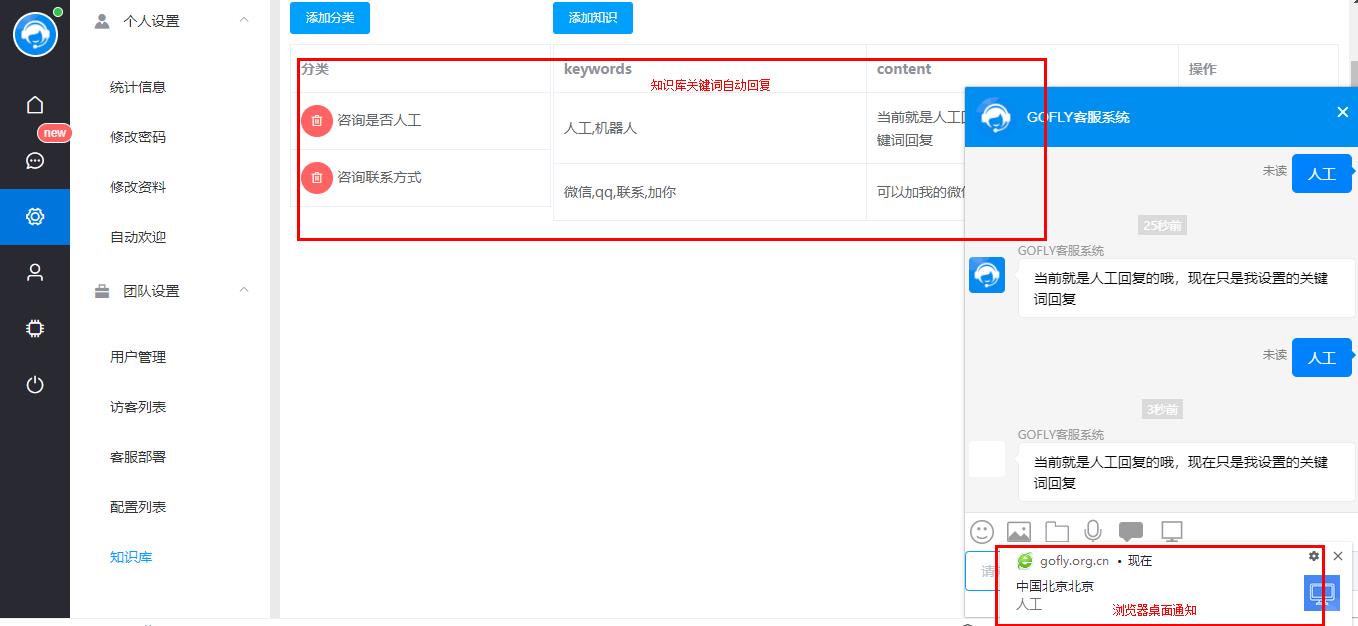 new
个人设置
统计信息
修改密码
修改资料
自动欢迎
团队设置
用户管理
访客列表
客服部署
配置列表
知识库
添加分类
添加知识
分类
keywords
content
操作
知识库关键词自动回复
咨询是否人工
人工,机器人
当前就是人工
键词回复
咨询联系方式
微信,qq,联系,加你
可以加我的微
GOFLY客服系统
未读
人工
25秒前
GOFLY客服系统
当前就是人工回复的哦，现在只是我设置的关键
词回复
未读
人工
3秒前
GOFLY客服系统
当前就是人工回复的哦，现在只是我设置的关键
词回复
请
gofly.org.cn • 现在
中国北京北京
人工
浏览器桌面通知